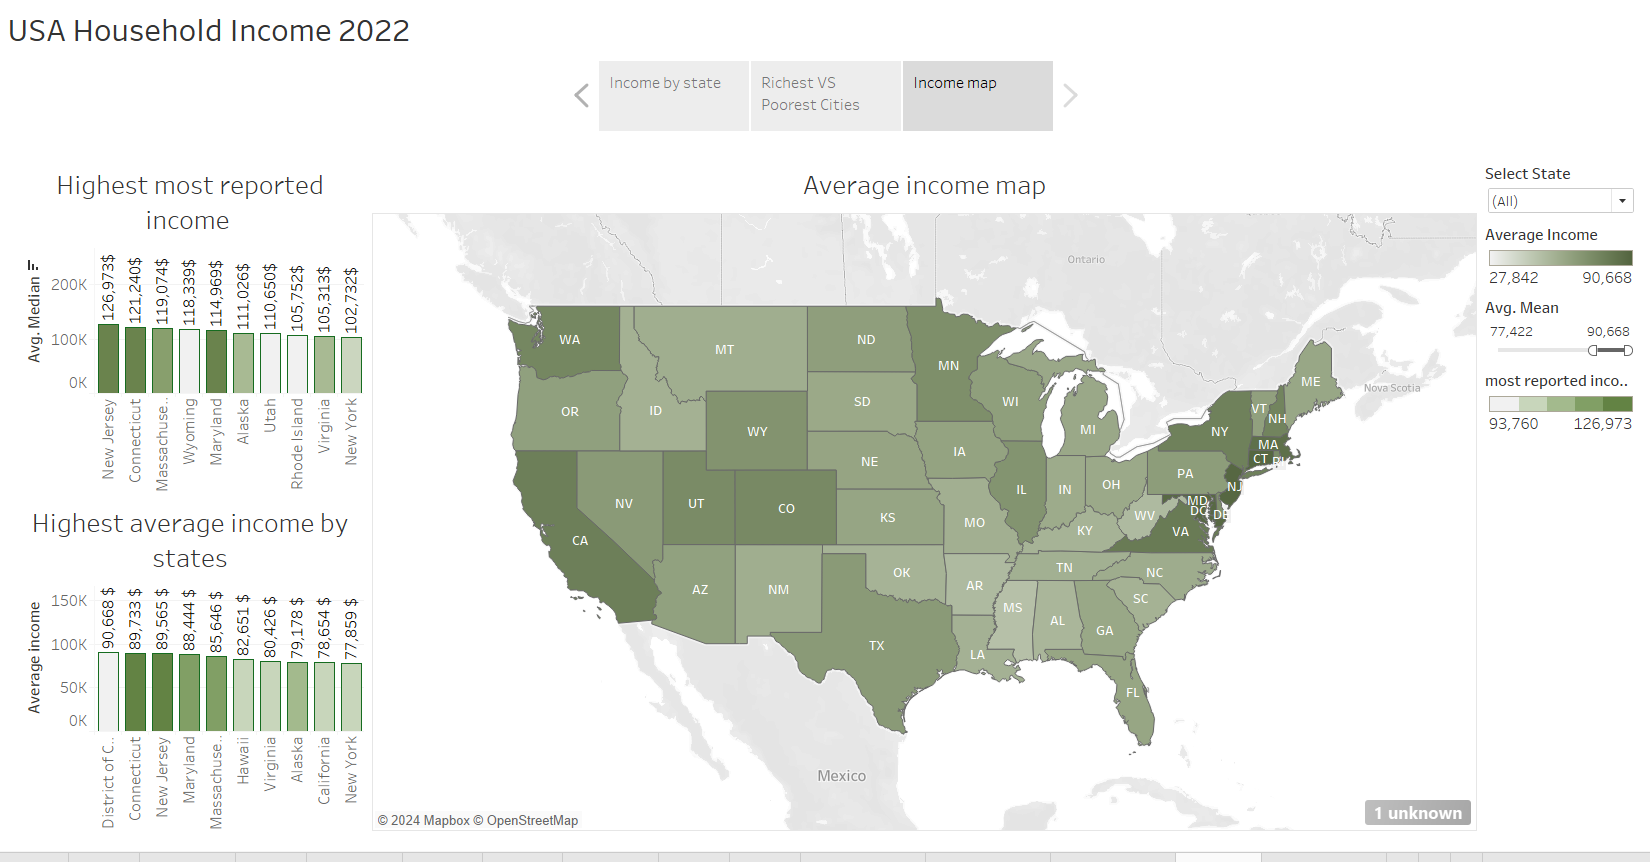 USA Household Income 2022
Income by state
Richest VS
Poorest Cities
Income map
Highest most reported
income
Avg. Median
200K
100K
0K
126,973$
121,240$
119,074$
118,339$
114,969$
111,026$
110,650$
105,752$
105,313$
102,732$
New Jersey
Connecticut
Massachuse..
Wyoming
Maryland
Alaska
Utah
Rhode Island
Virginia
New York
Highest average income by
states
Average income
150K
100K
50K
0K
90,668 $
89,733 $
89,565 $
88,444 $
85,646 $
82,651 $
80,426 $
79,178 $
78,654 $
77,859 $
District of C..
Connecticut
New Jersey
Maryland
Massachuse..
Hawaii
Virginia
Alaska
California
New York
Average income map
Ontario
Nova Scotia
Mexico
WA
MT
ND
MN
ME
OR
ID
SD
WI
VT
NH
WY
MI
NY
MA
IA
CT
NE
PA
NV
UT
CO
IL
IN
OH
NJ
MD
DC
DE
KS
MO
WV
KY
VA
CA
AZ
NM
OK
AR
TN
NC
MS
AL
SC
GA
TX
LA
FL
© 2024 Mapbox © OpenStreetMap
1 unknown
Select State
(All)
Average Income
27,842 90,668
Avg. Mean
77,422 90,668
most reported inco..
93,760 126,973